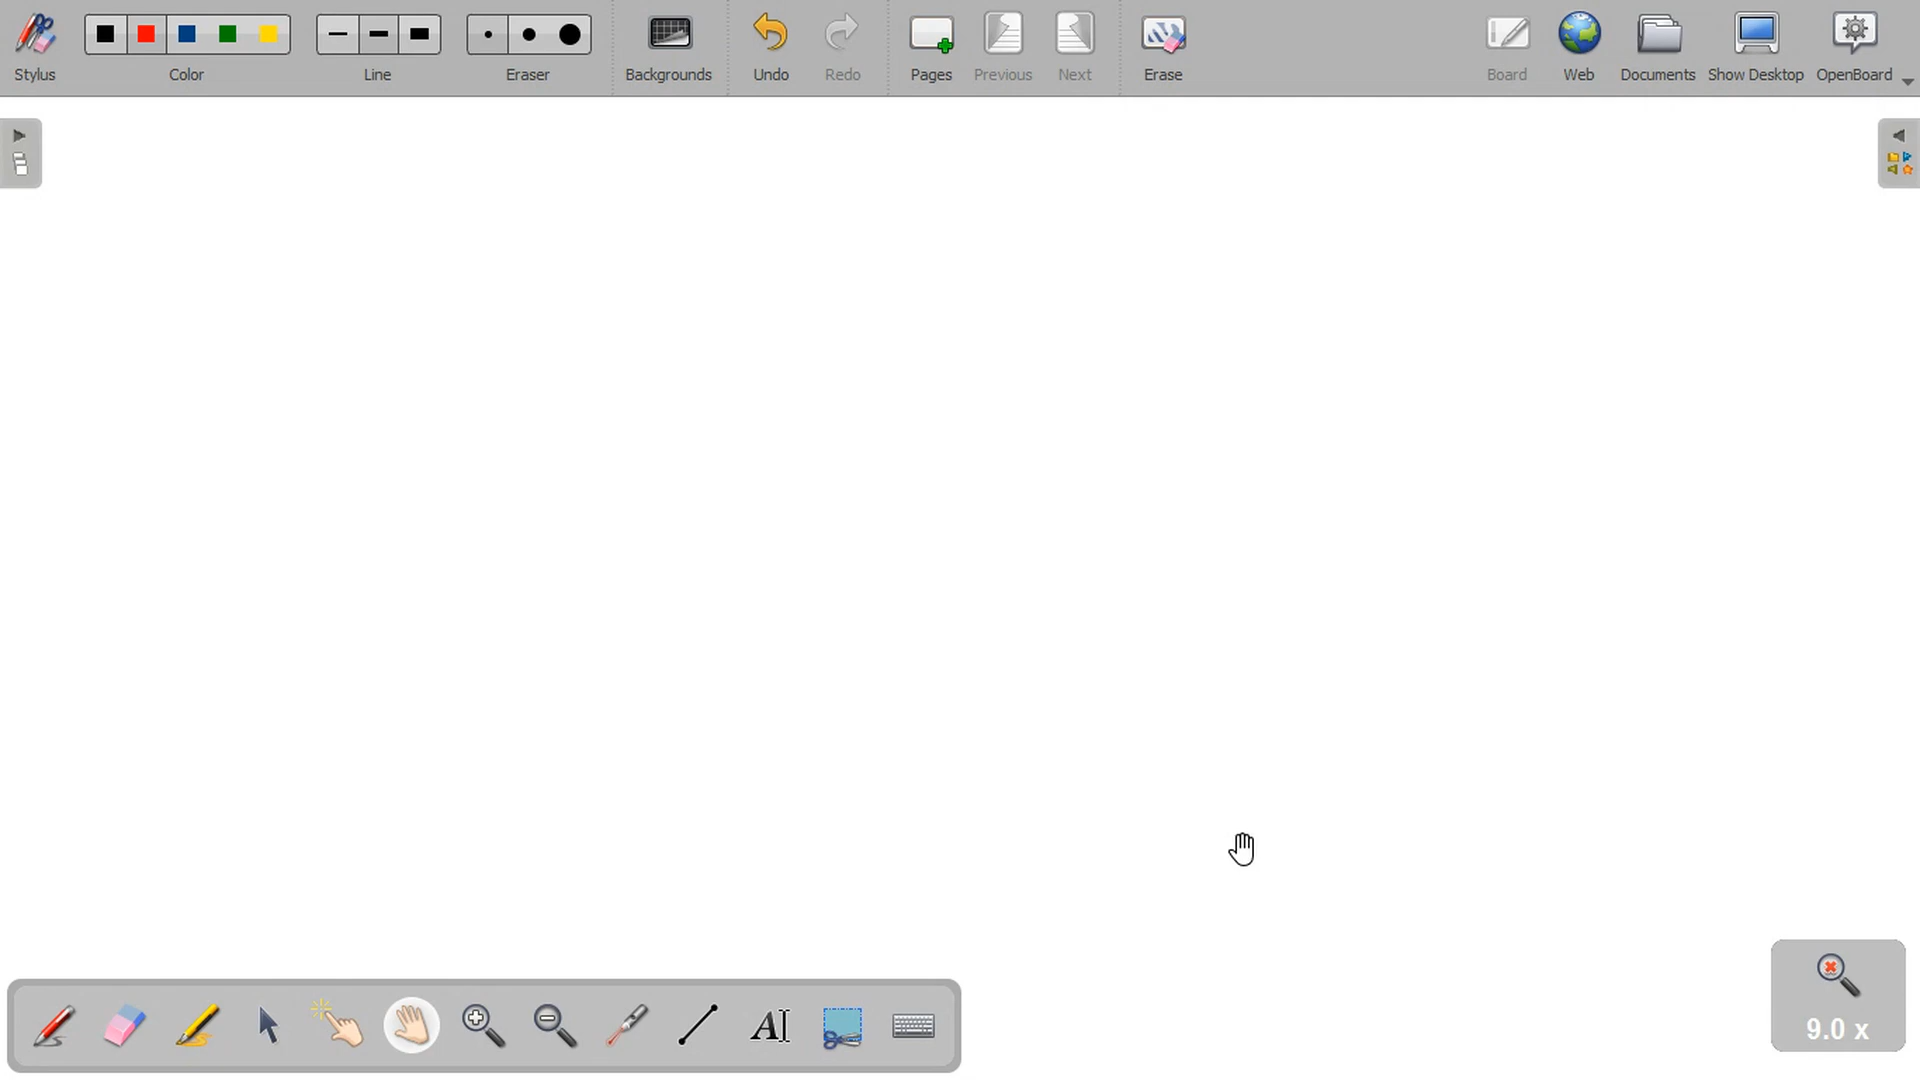 Stylus
Color
Line
Eraser
Backgrounds
Undo
Redo
Pages
Previous
Next
Erase
Board
Web
Documents
Show Desktop
OpenBoard
A
9.0 x